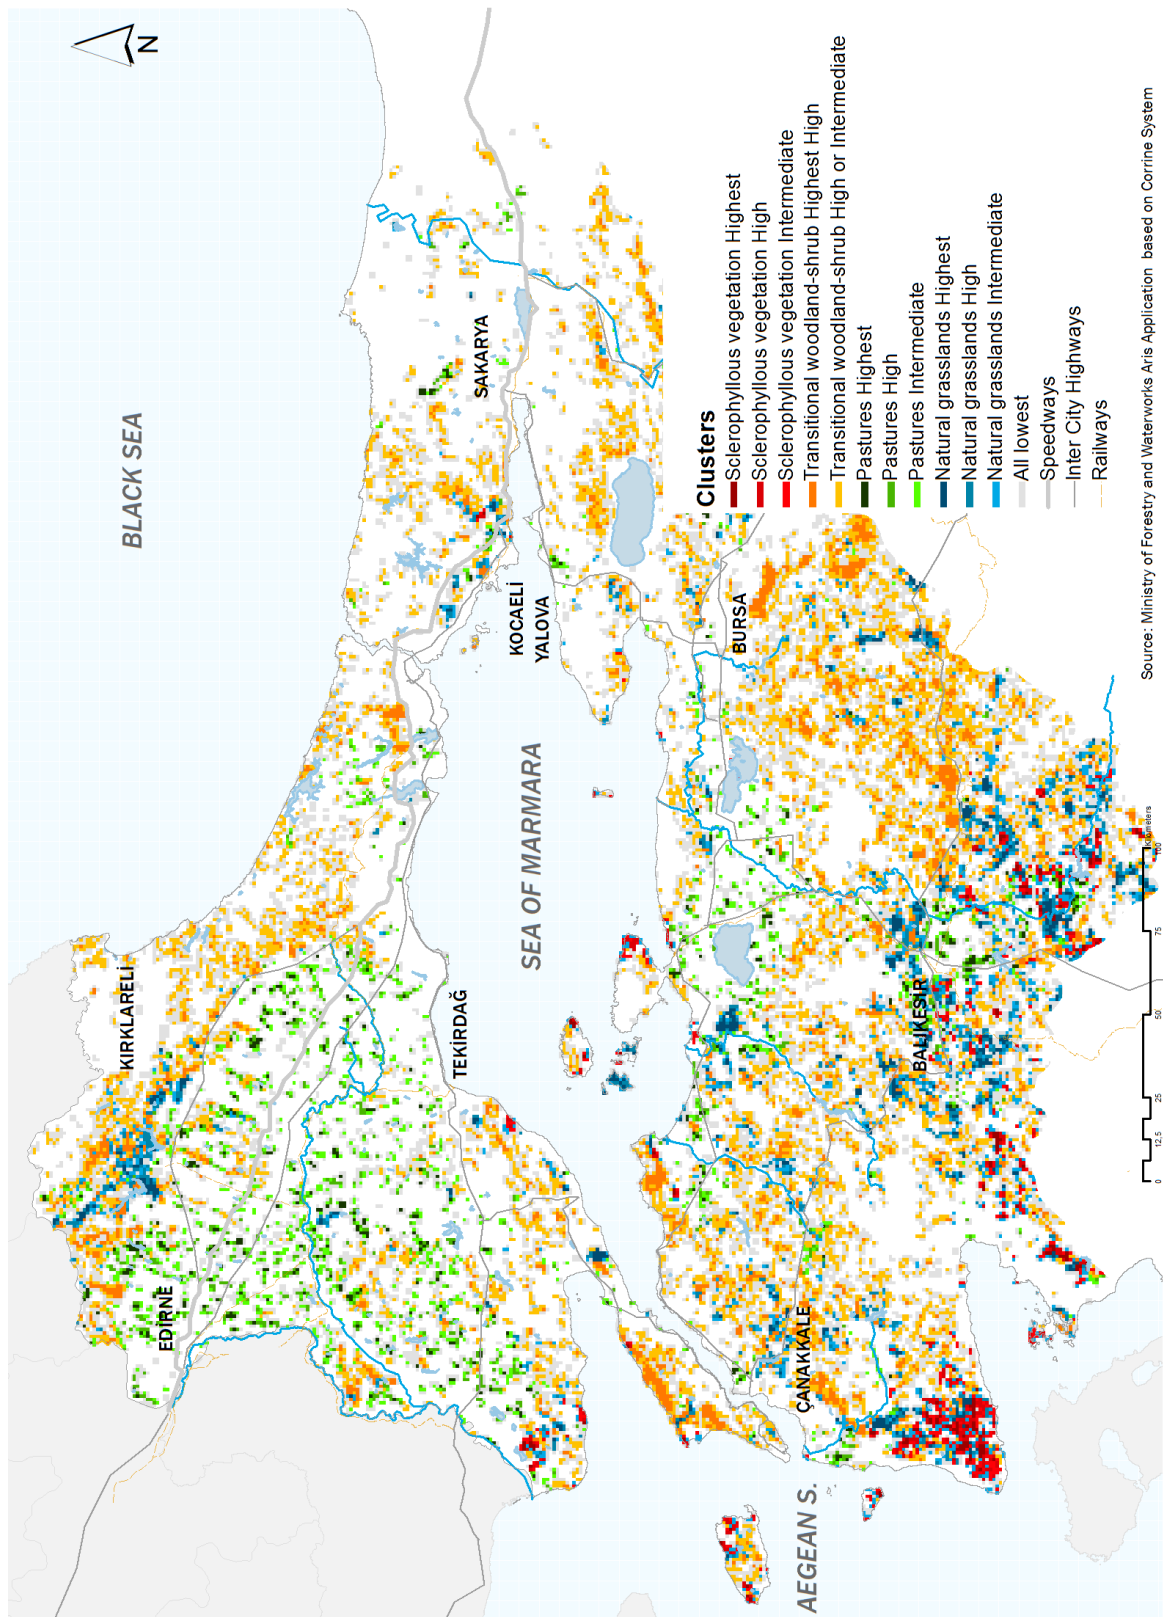 N
BLACK SEA
KIRKLARELİ
EDİRNE
TEKİRDAĞ
SAKARYA
KOCAELİ
YALOVA
SEA OF MARMARA
BURSA
BALIKESİR
ÇANAKKALE
AEGEAN S.
Clusters
Sclerophyllous vegetation Highest
Sclerophyllous vegetation High
Sclerophyllous vegetation Intermediate
Transitional woodland-shrub Highest High
Transitional woodland-shrub High or Intermediate
Pastures Highest
Pastures High
Pastures Intermediate
Natural grasslands Highest
Natural grasslands High
Natural grasslands Intermediate
All lowest
Speedways
Inter City Highways
Railways
0 12,5 25 50 75 100
Kilometers
Source: Ministry of Forestry and Waterworks Aris Application based on Corrine System